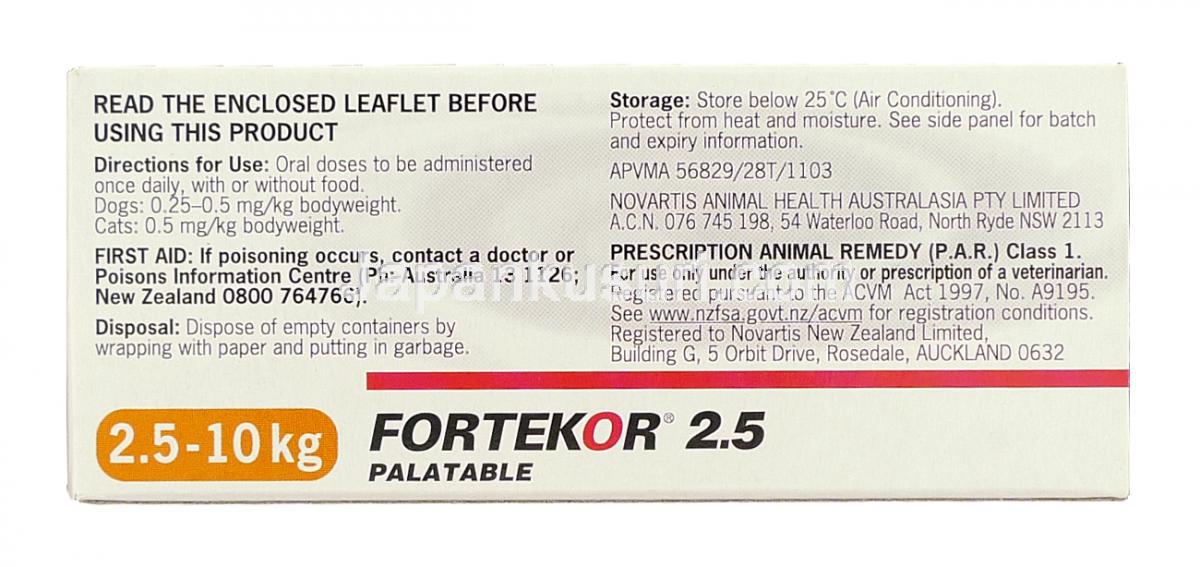 READ THE ENCLOSED LEAFLET BEFORE
USING THIS PRODUCT
Directions for Use: Oral doses to be administered
once daily, with or without food.
Dogs: 0.25–0.5 mg/kg bodyweight.
Cats: 0.5 mg/kg bodyweight.
FIRST AID: If poisoning occurs, contact a doctor or
Poisons Information Centre (Ph: Australia 13 1126;
New Zealand 0800 764766).
Disposal: Dispose of empty containers by
wrapping with paper and putting in garbage.
Storage: Store below 25˚C (Air Conditioning).
Protect from heat and moisture. See side panel for batch
and expiry information.
APVMA 56829/28T/1103
NOVARTIS ANIMAL HEALTH AUSTRALASIA PTY LIMITED
A.C.N. 076 745 198, 54 Waterloo Road, North Ryde NSW 2113
PRESCRIPTION ANIMAL REMEDY (P.A.R.) Class 1.
For use only under the authority or prescription of a veterinarian.
Registered pursuant to the ACVM Act 1997, No. A9195.
See www.nzfsa.govt.nz/acvm for registration conditions.
Registered to Novartis New Zealand Limited,
Building G, 5 Orbit Drive, Rosedale, AUCKLAND 0632
2.5-10 kg
FORTEKOR® 2.5
PALATABLE